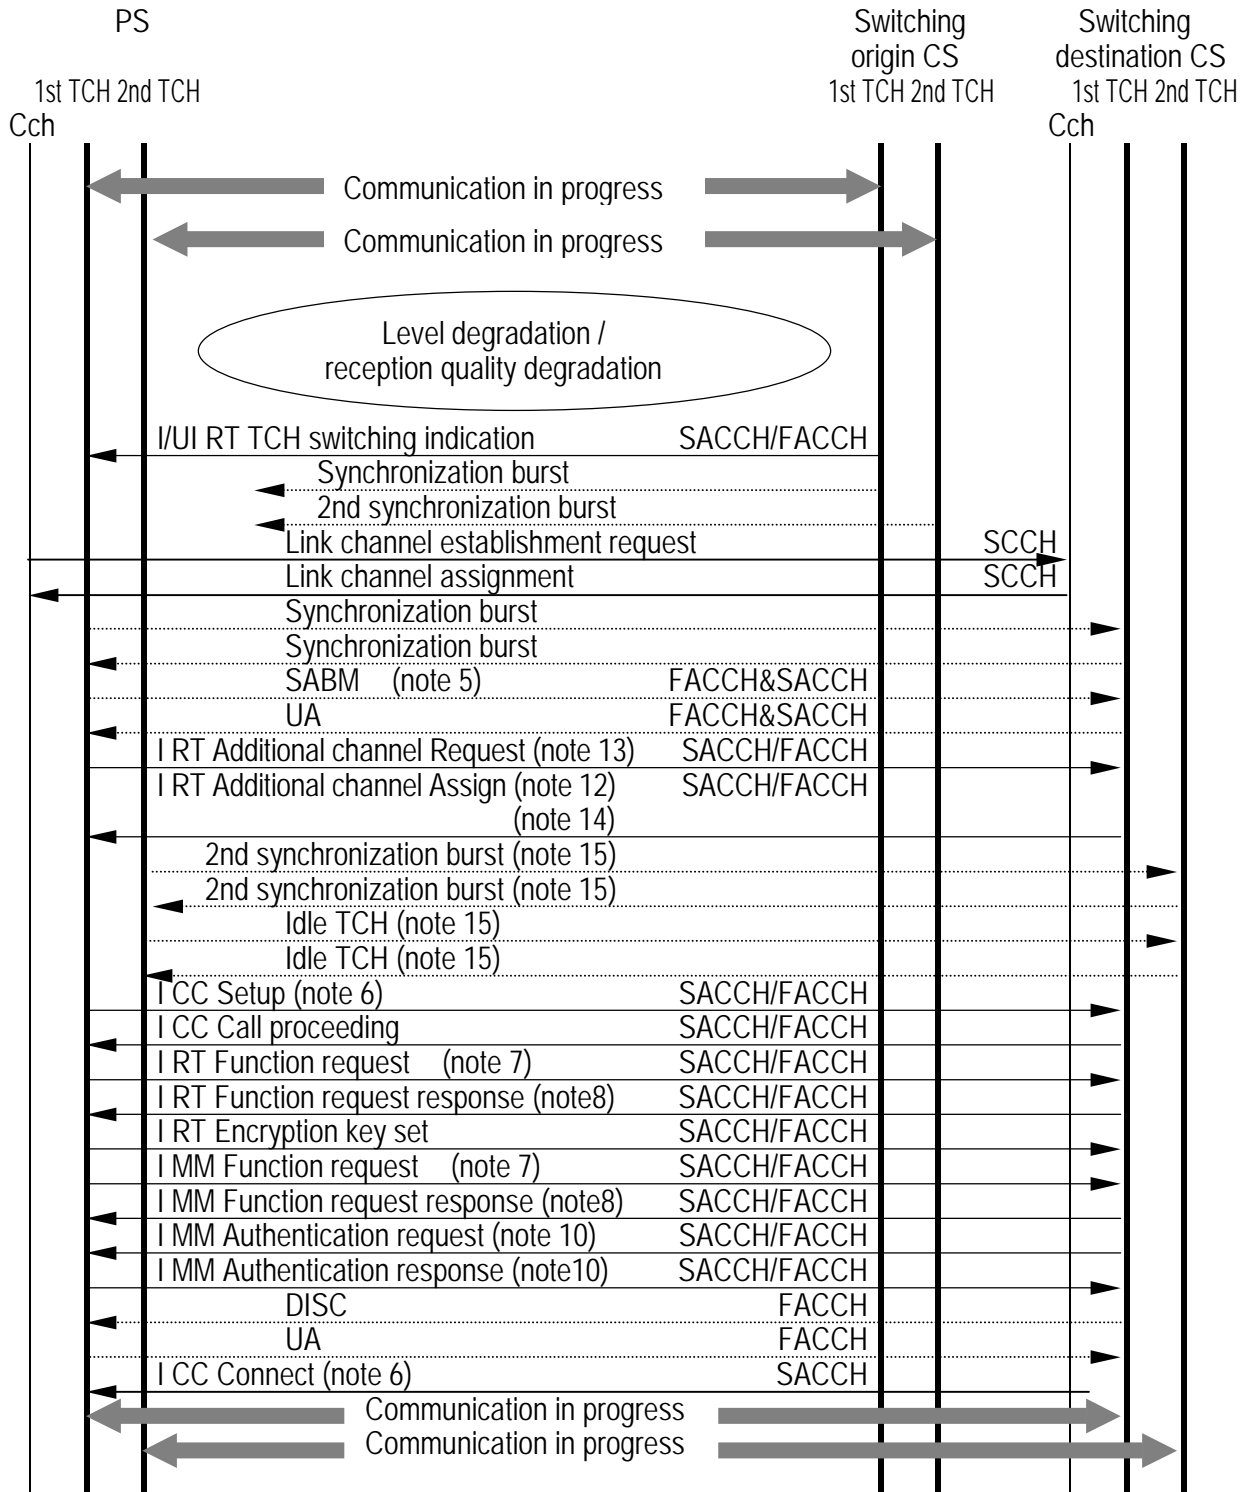 PS
Switching
origin CS
Switching
destination CS
1st TCH 2nd TCH
1st TCH 2nd TCH
1st TCH 2nd TCH
Cch
Cch
Communication in progress
Communication in progress
Level degradation /
reception quality degradation
I/UI RT TCH switching indication SACCH/FACCH
Synchronization burst
2nd synchronization burst
Link channel establishment request SCCH
Link channel assignment SCCH
Synchronization burst
Synchronization burst
SABM (note 5) FACCH&SACCH
UA FACCH&SACCH
I RT Additional channel Request (note 13) SACCH/FACCH
I RT Additional channel Assign (note 12) SACCH/FACCH
(note 14)
2nd synchronization burst (note 15)
2nd synchronization burst (note 15)
Idle TCH (note 15)
Idle TCH (note 15)
I CC Setup (note 6) SACCH/FACCH
I CC Call proceeding SACCH/FACCH
I RT Function request (note 7) SACCH/FACCH
I RT Function request response (note8) SACCH/FACCH
I RT Encryption key set SACCH/FACCH
I MM Function request (note 7) SACCH/FACCH
I MM Function request response (note8) SACCH/FACCH
I MM Authentication request (note 10) SACCH/FACCH
I MM Authentication response (note10) SACCH/FACCH
DISC FACCH
UA FACCH
I CC Connect (note 6) SACCH
Communication in progress
Communication in progress